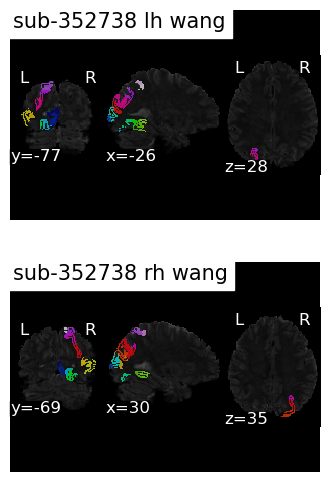 sub-352738 lh wang
L R L R
y=-77 x=-26 z=28
sub-352738 rh wang
L R L R
y=-69 x=30 z=35